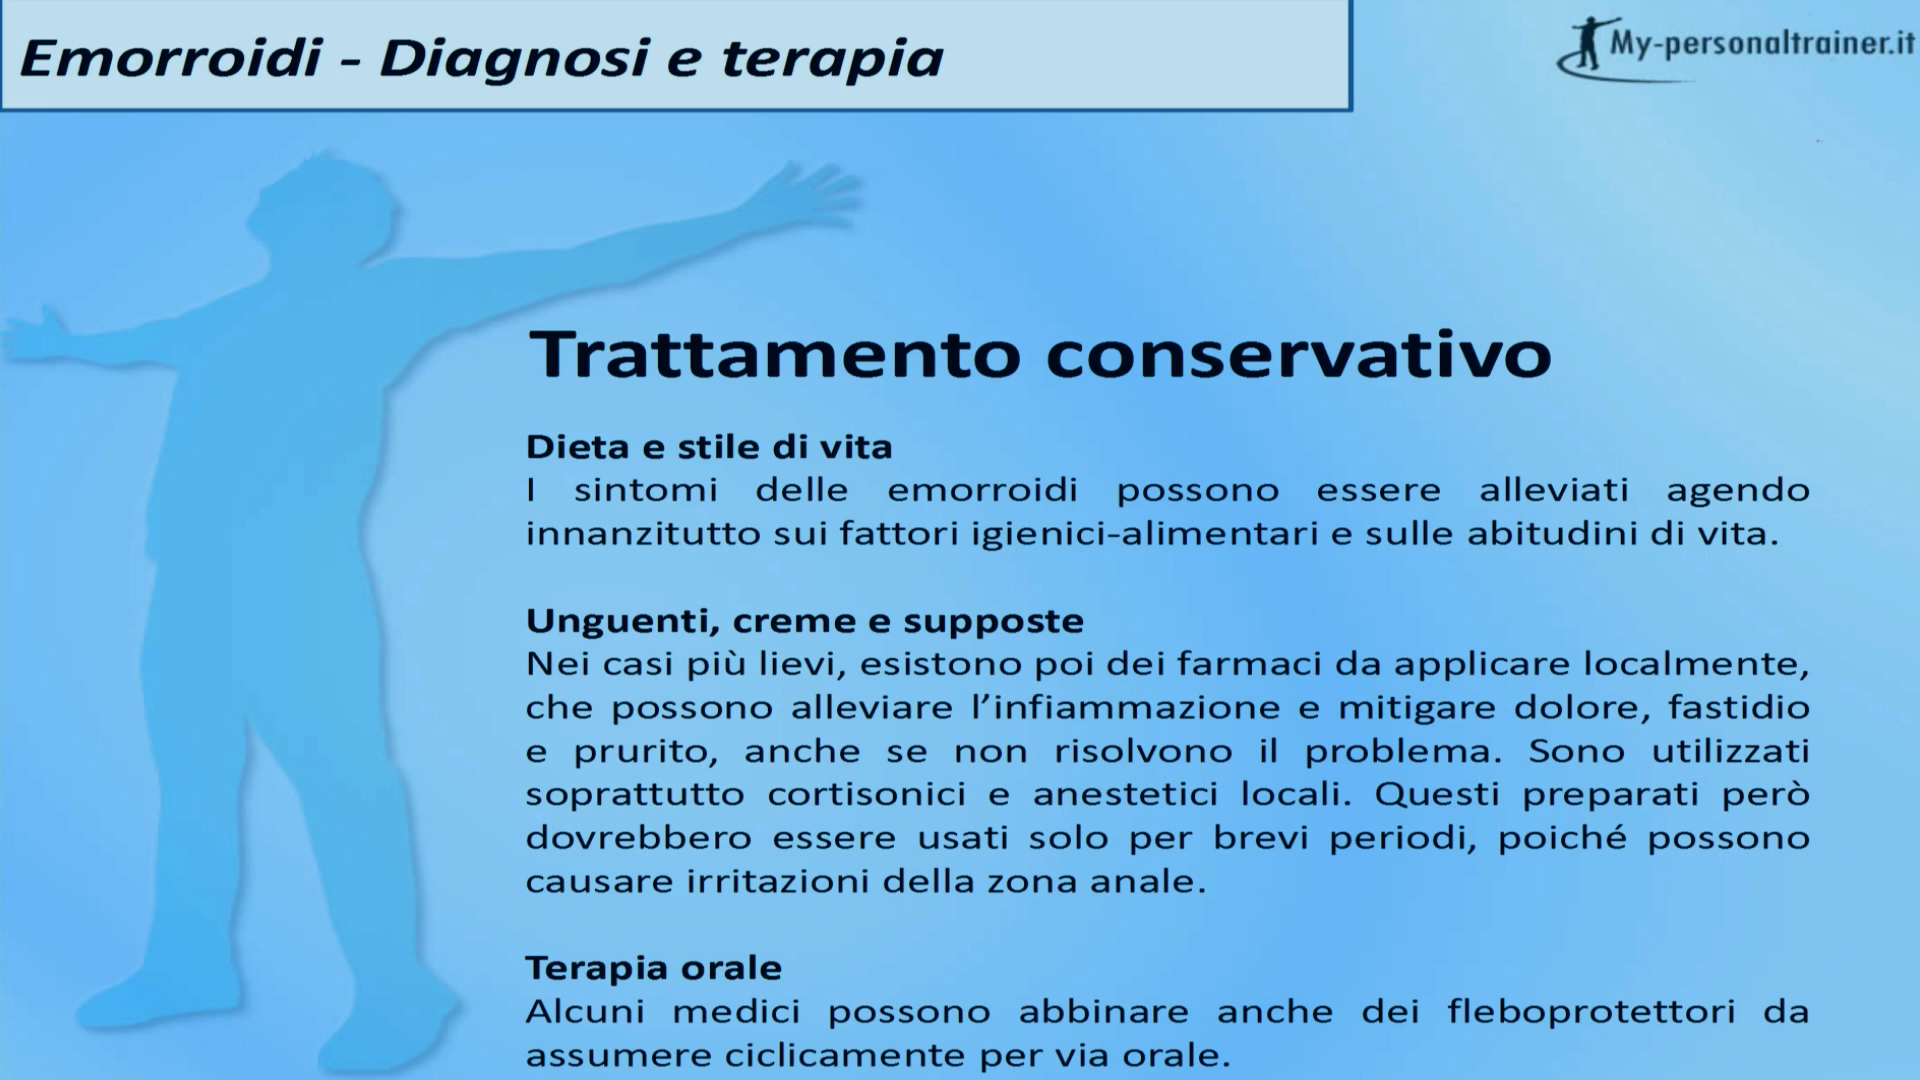 Emorroidi - Diagnosi e terapia
My-personaltrainer.it
Trattamento conservativo
Dieta e stile di vita
I sintomi delle emorroidi possono essere alleviati agendo
innanzitutto sui fattori igienici-alimentari e sulle abitudini di vita.
Unguenti, creme e supposte
Nei casi più lievi, esistono poi dei farmaci da applicare localmente,
che possono alleviare l’infiammazione e mitigare dolore, fastidio
e prurito, anche se non risolvono il problema. Sono utilizzati
soprattutto cortisonici e anestetici locali. Questi preparati però
dovrebbero essere usati solo per brevi periodi, poiché possono
causare irritazioni della zona anale.
Terapia orale
Alcuni medici possono abbinare anche dei fleboprotettori da
assumere ciclicamente per via orale.